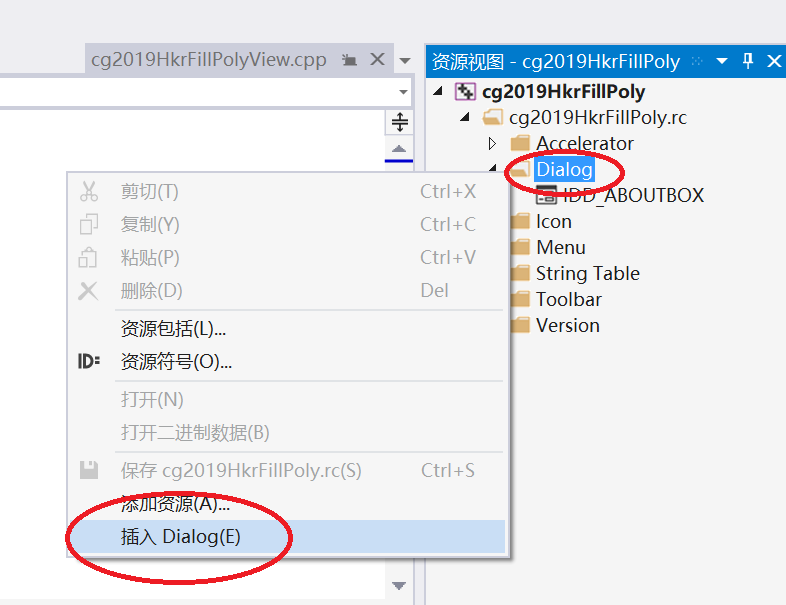 cg2019HkrFillPolyView.cpp
资源视图 - cg2019HkrFillPoly
cg2019HkrFillPoly
cg2019HkrFillPoly.rc
Accelerator
Dialog
IDD_ABOUTBOX
Icon
Menu
String Table
Toolbar
Version
剪切(T) Ctrl+X
复制(Y) Ctrl+C
粘贴(P) Ctrl+V
删除(D) Del
资源包括(L)...
ID= 资源符号(O)...
打开(N)
打开二进制数据(B)
保存 cg2019HkrFillPoly.rc(S) Ctrl+S
添加资源(A)...
插入 Dialog(E)